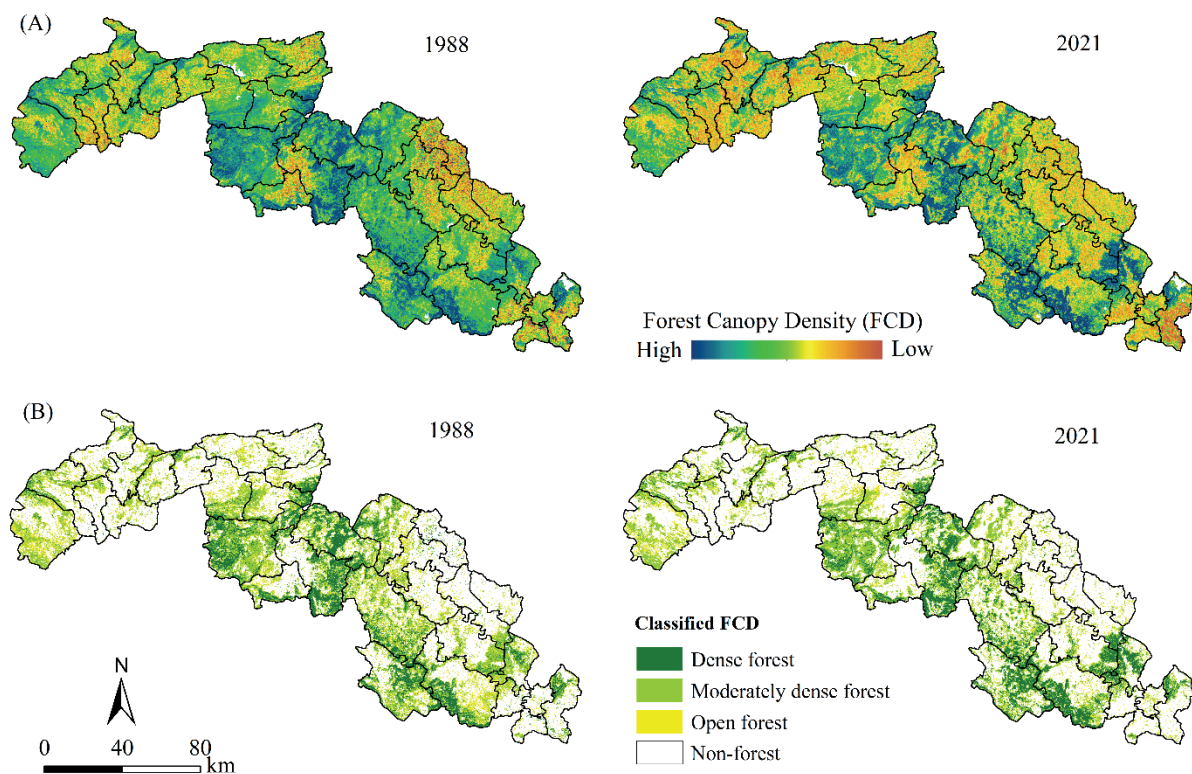 (A)
1988
2021
Forest Canopy Density (FCD)
High
Low
(B)
1988
2021
Classified FCD
Dense forest
Moderately dense forest
Open forest
Non-forest
N
0 40 80
km